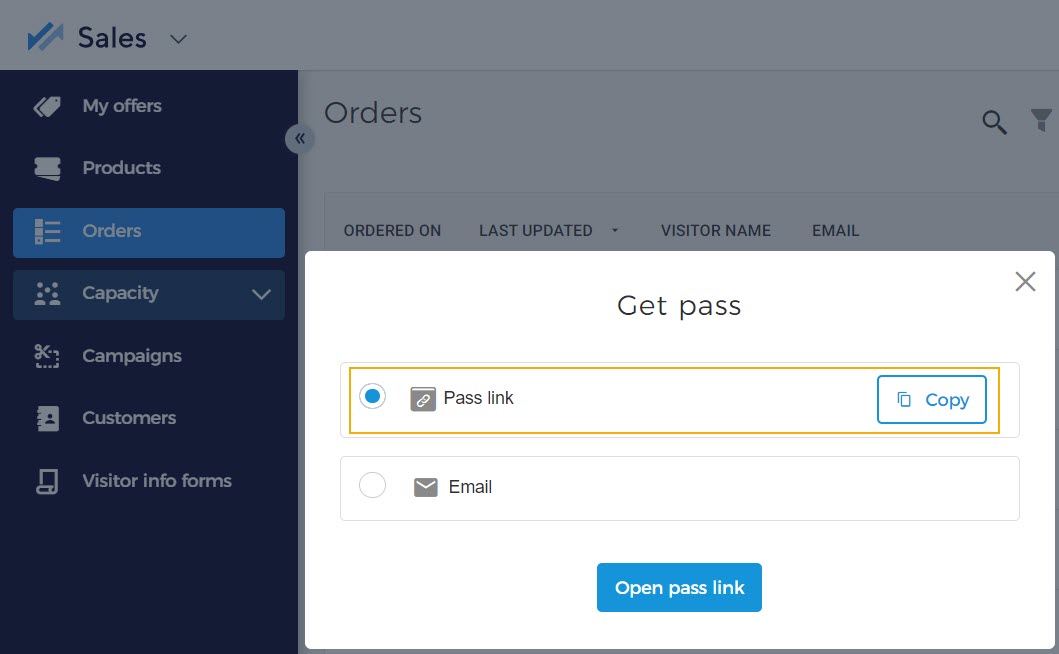 Sales
My offers
Products
Orders
Capacity
Campaigns
Customers
Visitor info forms
«
Orders
ORDERED ON LAST UPDATED VISITOR NAME EMAIL
Get pass
Pass link Copy
Email
Open pass link